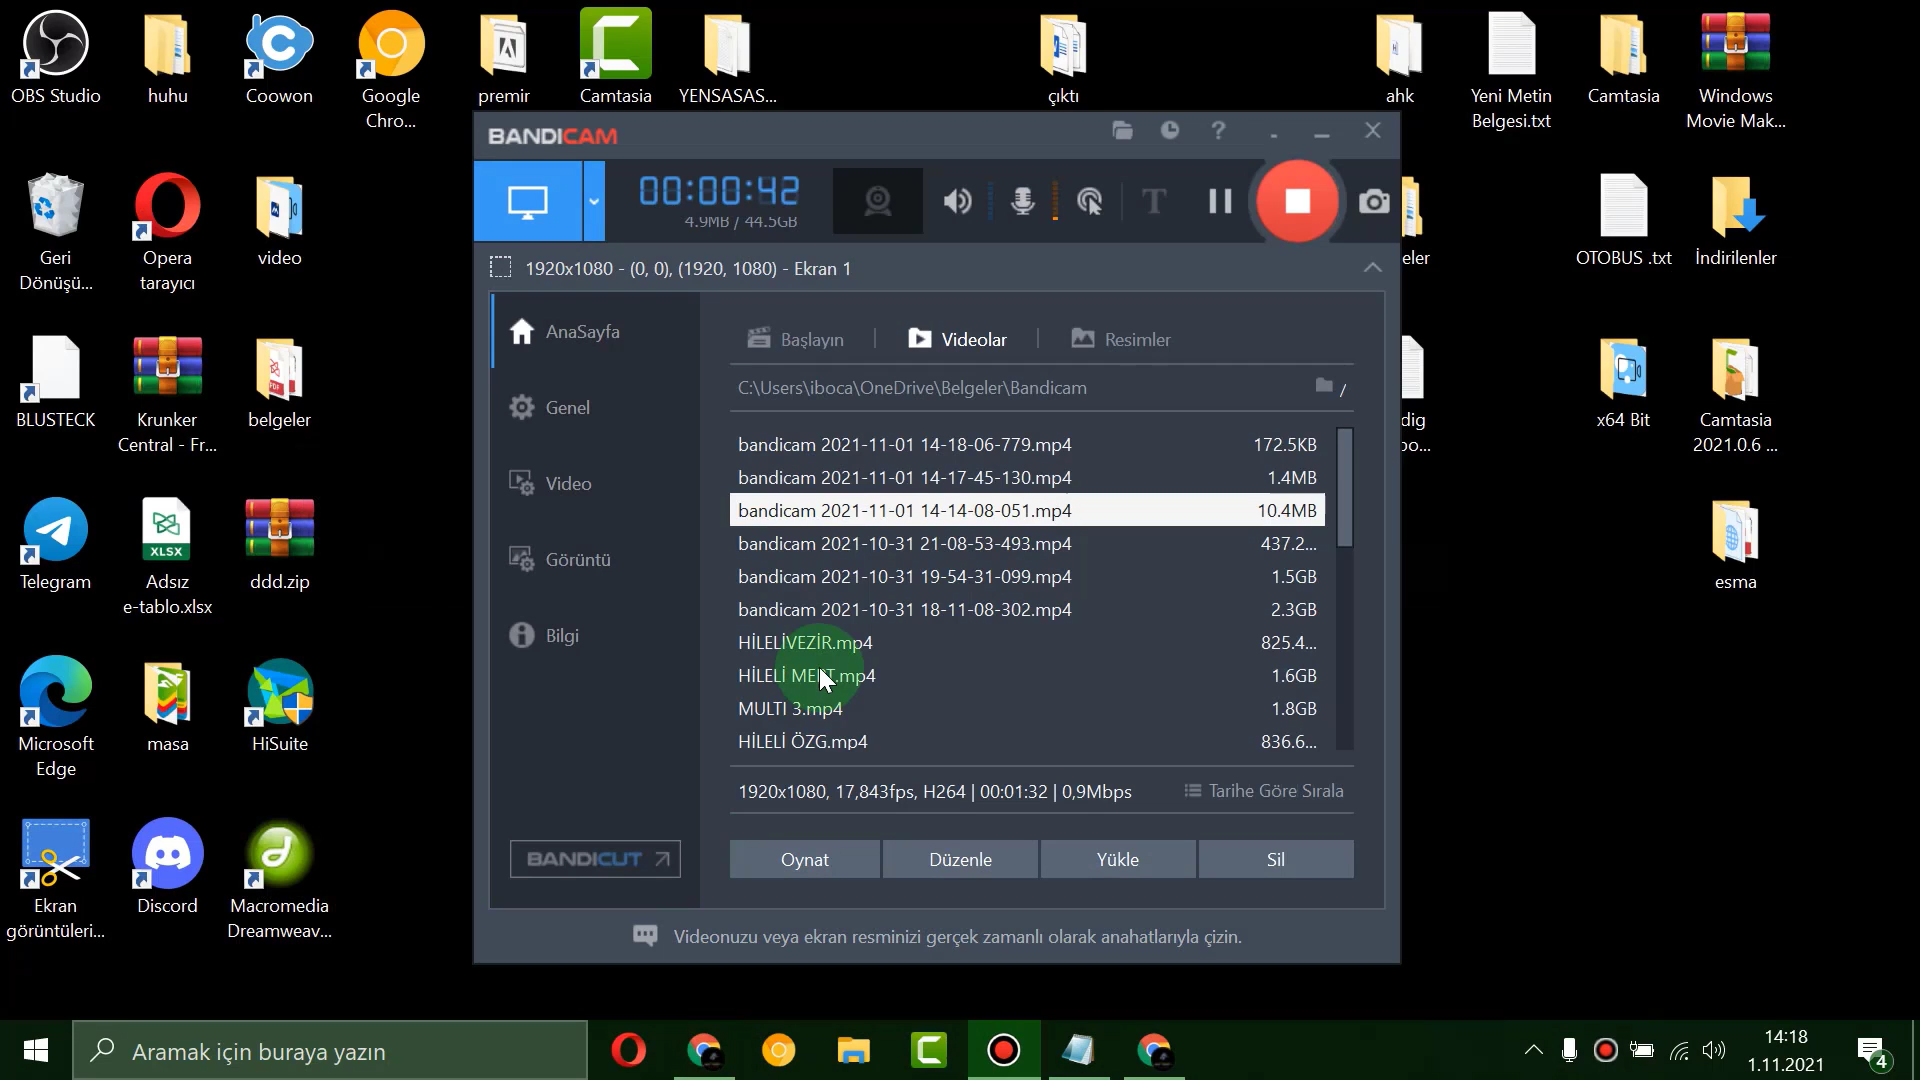 OBS Studio
huhu
Coowon
Google
Chro...
premir
Camtasia
YENSASAS...
çıktı
ahk
Yeni Metin
Belgesi.txt
Camtasia
Windows
Movie Mak...
Geri
Dönüşü...
Opera
tarayıcı
video
eler
OTOBUS .txt
İndirilenler
BLUSTECK
Krunker
Central - Fr...
belgeler
dig
oo...
x64 Bit
Camtasia
2021.0.6 ...
Telegram
XLSX
Adsız
e-tablo.xlsx
ddd.zip
esma
Microsoft
Edge
masa
HiSuite
Ekran
görüntüleri...
Discord
Macromedia
Dreamweav...
BANDICAM
00:00:42
4.9MB / 44.5GB
1920x1080 - (0, 0), (1920, 1080) - Ekran 1
AnaSayfa
Genel
Video
Görüntü
Bilgi
BANDICUT
Başlayın
Videolar
Resimler
C:\Users\iboca\OneDrive\Belgeler\Bandicam
/
bandicam 2021-11-01 14-18-06-779.mp4 172.5KB
bandicam 2021-11-01 14-17-45-130.mp4 1.4MB
bandicam 2021-11-01 14-14-08-051.mp4 10.4MB
bandicam 2021-10-31 21-08-53-493.mp4 437.2...
bandicam 2021-10-31 19-54-31-099.mp4 1.5GB
bandicam 2021-10-31 18-11-08-302.mp4 2.3GB
HİLELİVEZİR.mp4 825.4...
HİLELİ MERT.mp4 1.6GB
MULTI 3.mp4 1.8GB
HİLELİ ÖZG.mp4 836.6...
1920x1080, 17,843fps, H264 | 00:01:32 | 0,9Mbps
Tarihe Göre Sırala
Oynat
Düzenle
Yükle
Sil
Videonuzu veya ekran resminizi gerçek zamanlı olarak anahatlarıyla çizin.
Aramak için buraya yazın
14:18
1.11.2021
4